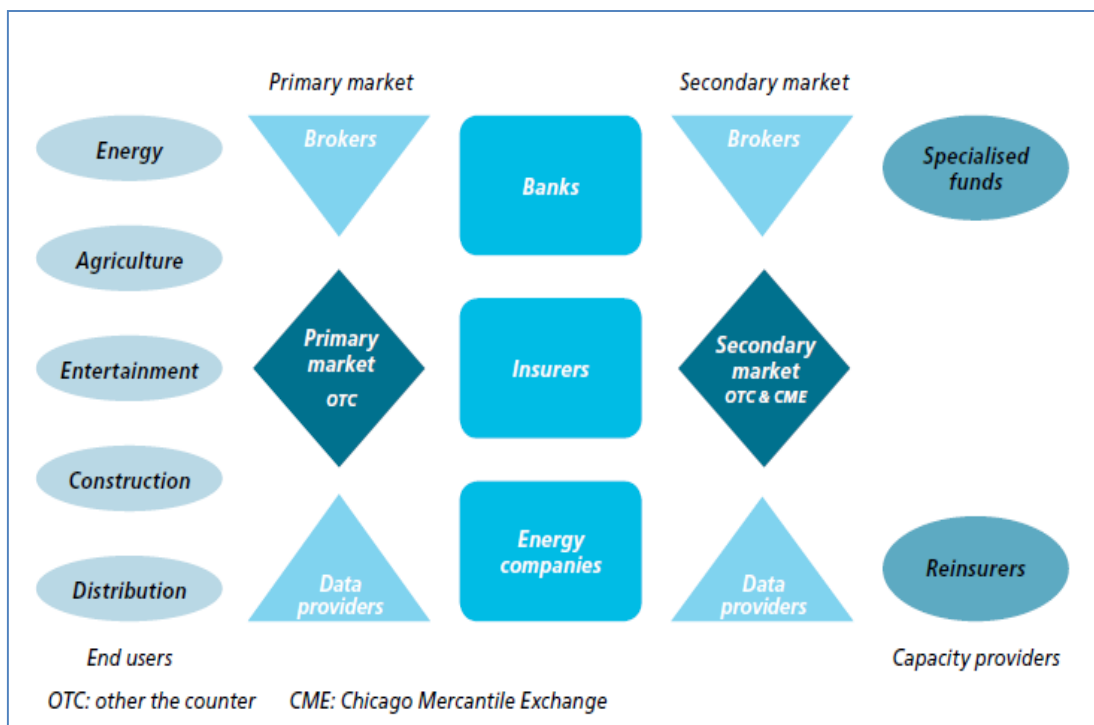 Primary market
Secondary market
Energy
Agriculture
Entertainment
Construction
Distribution
End users
Brokers
Primary
market
OTC
Data
providers
Banks
Insurers
Energy
companies
Brokers
Secondary
market
OTC & CME
Data
providers
Specialised
funds
Reinsurers
Capacity providers
OTC: other the counter CME: Chicago Mercantile Exchange